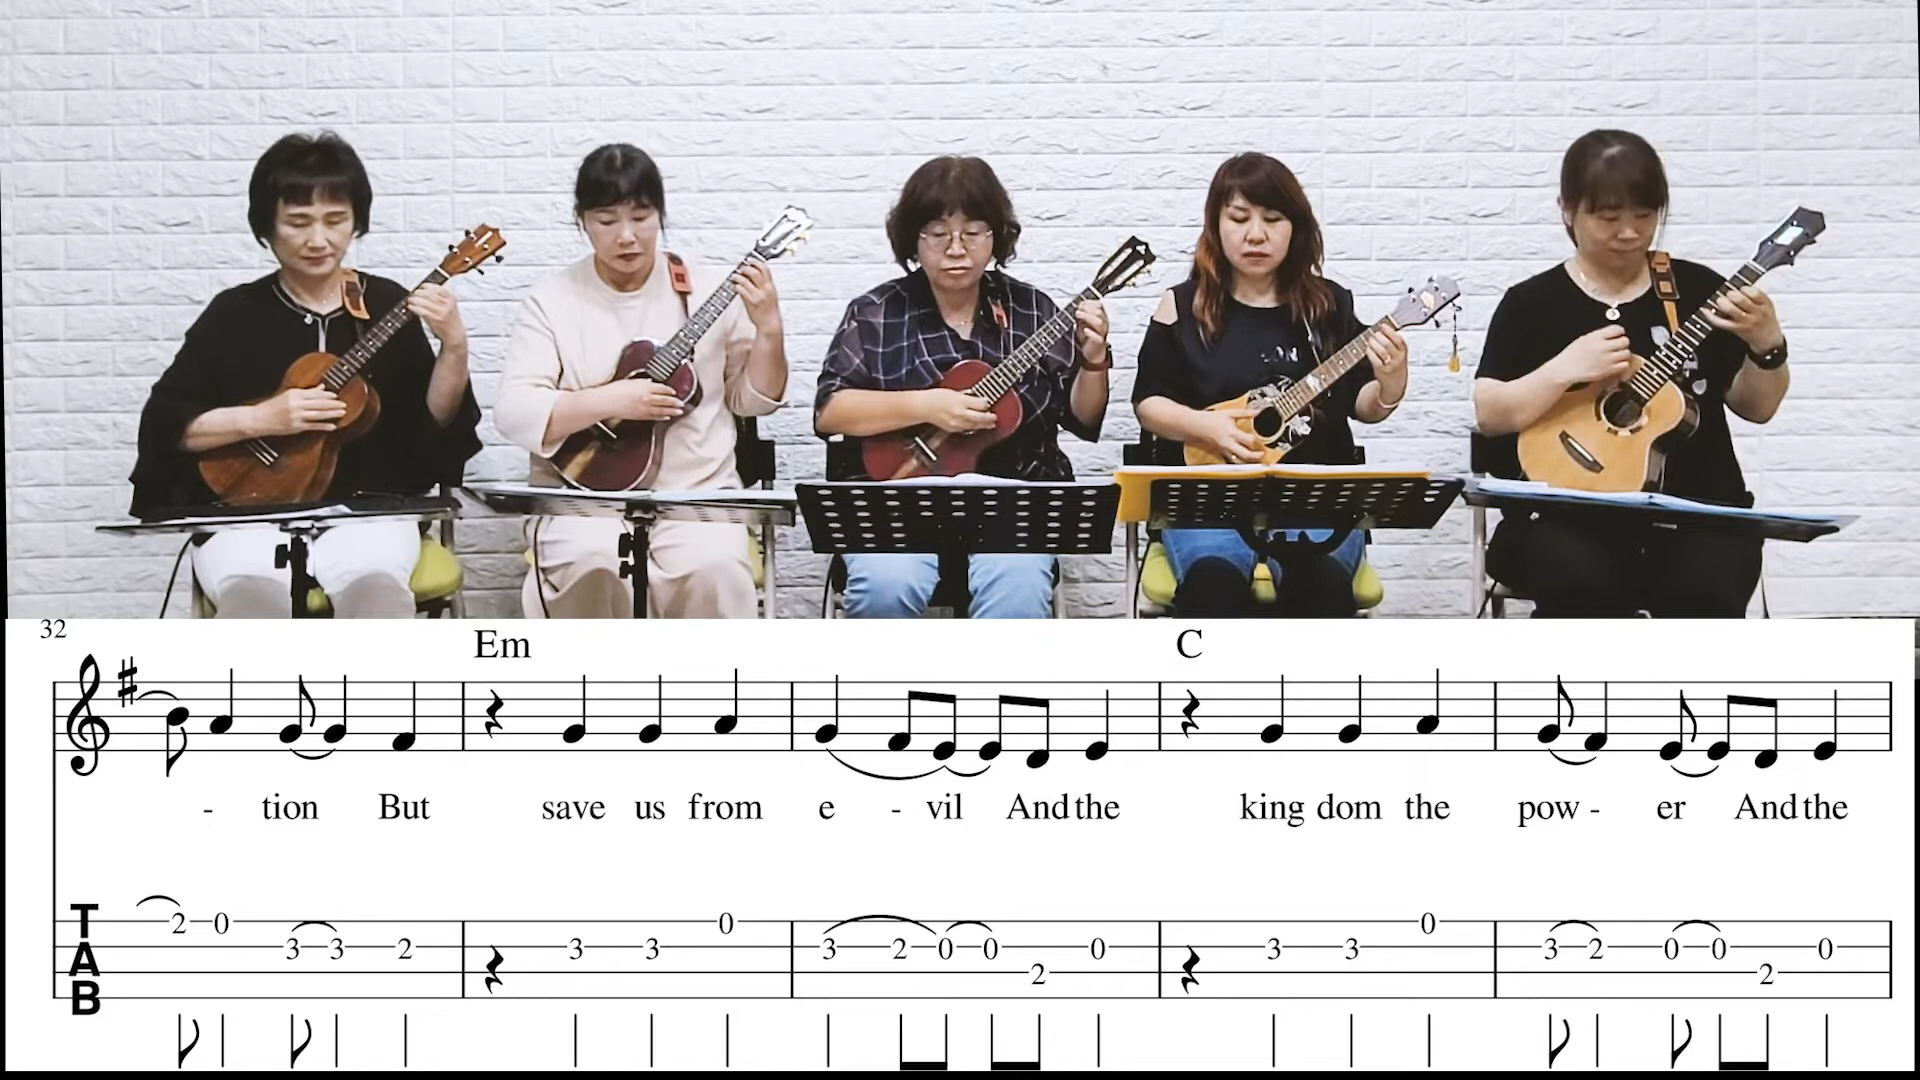 32
Em C
- tion But save us from e - vil And the king dom the pow - er And the
T 2 0 0 0
A 3 3 2 3 3 3 2 0 0 0 3 3 3 2 0 0 0
B 2 2